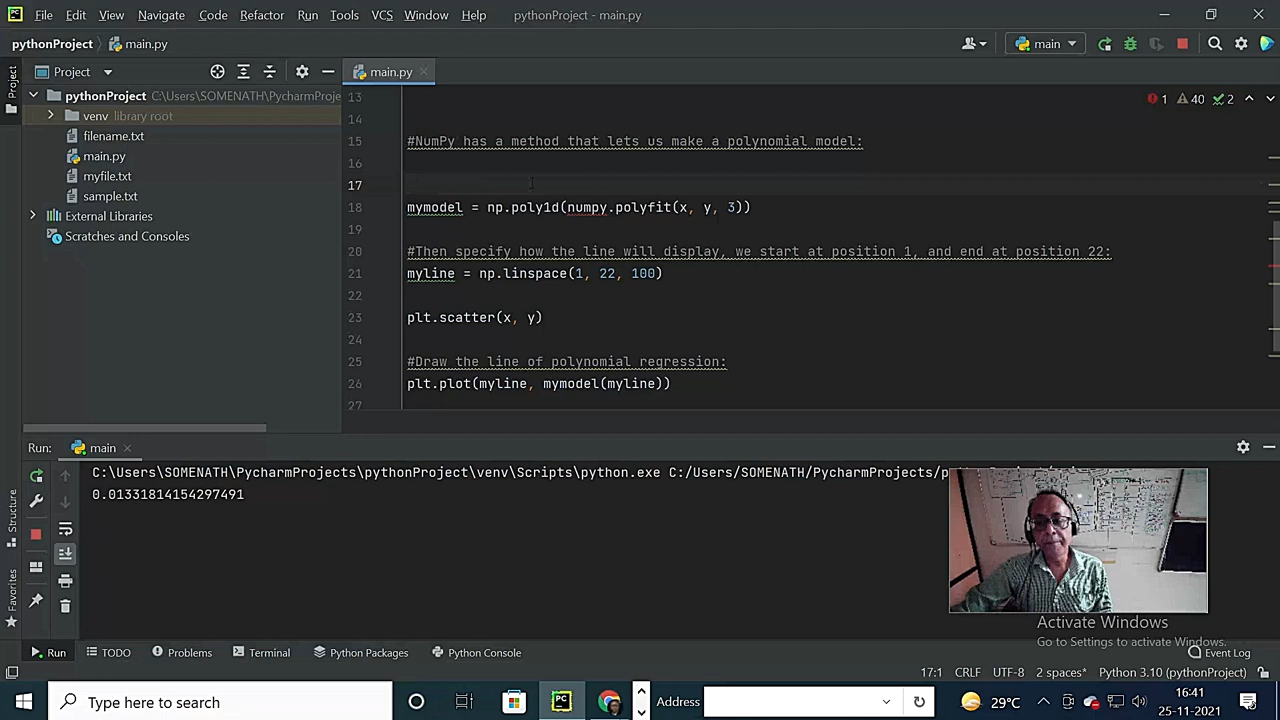 File Edit View Navigate Code Refactor Run Tools VCS Window Help pythonProject - main.py
pythonProject main.py main
Project main.py
pythonProject C:\Users\SOMENATH\PycharmProje
venv library root
filename.txt
main.py
myfile.txt
sample.txt
External Libraries
Scratches and Consoles
1 40 2
13
14
15 #NumPy has a method that lets us make a polynomial model:
16
17
18 mymodel = np.poly1d(numpy.polyfit(x, y, 3))
19
20 #Then specify how the line will display, we start at position 1, and end at position 22:
21 myline = np.linspace(1, 22, 100)
22
23 plt.scatter(x, y)
24
25 #Draw the line of polynomial regression:
26 plt.plot(myline, mymodel(myline))
27
Project
Structure
Favorites
Run: main
C:\Users\SOMENATH\PycharmProjects\pythonProject\venv\Scripts\python.exe C:/Users/SOMENATH/PycharmProjects/
0.01331814154297491
Activate Windows
Go to Settings to activate Windows.
Run TODO Problems Terminal Python Packages Python Console Event Log
17:1 CRLF UTF-8 2 spaces* Python 3.10 (pythonProject)
Type here to search Address 29°C 16:41
25-11-2021